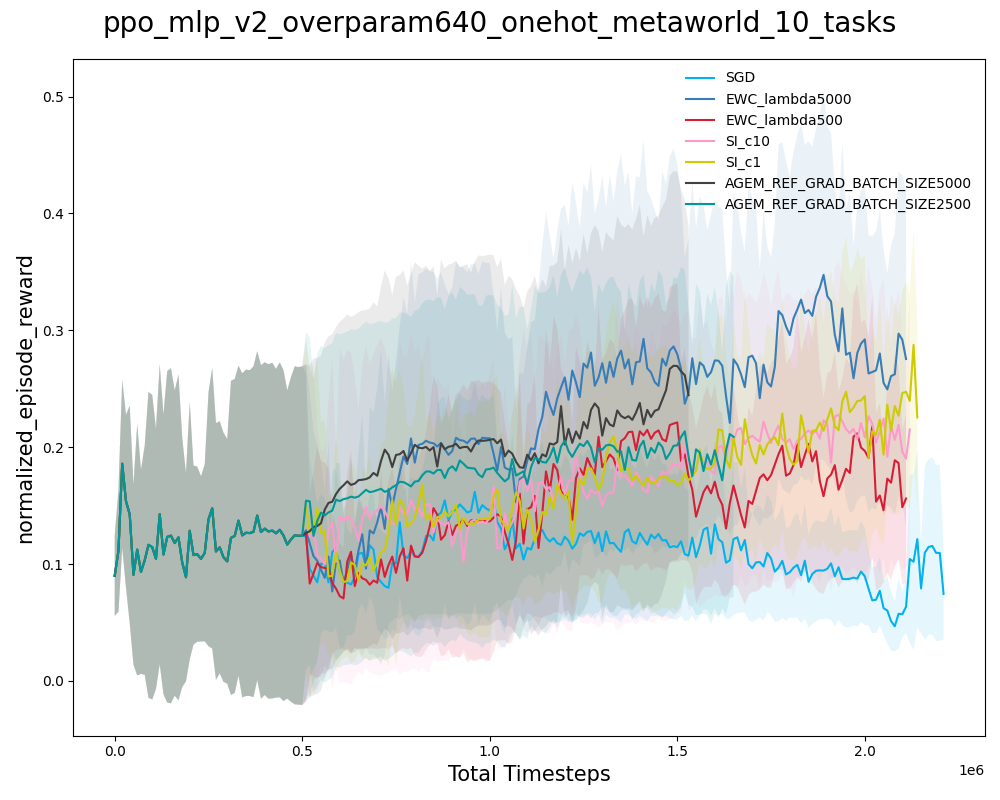 ppo_mlp_v2_overparam640_onehot_metaworld_10_tasks
SGD
EWC_lambda5000
EWC_lambda500
SI_c10
SI_c1
AGEM_REF_GRAD_BATCH_SIZE5000
AGEM_REF_GRAD_BATCH_SIZE2500
normalized_episode_reward
0.5
0.4
0.3
0.2
0.1
0.0
0.0
0.5
1.0
1.5
2.0
1e6
Total Timesteps